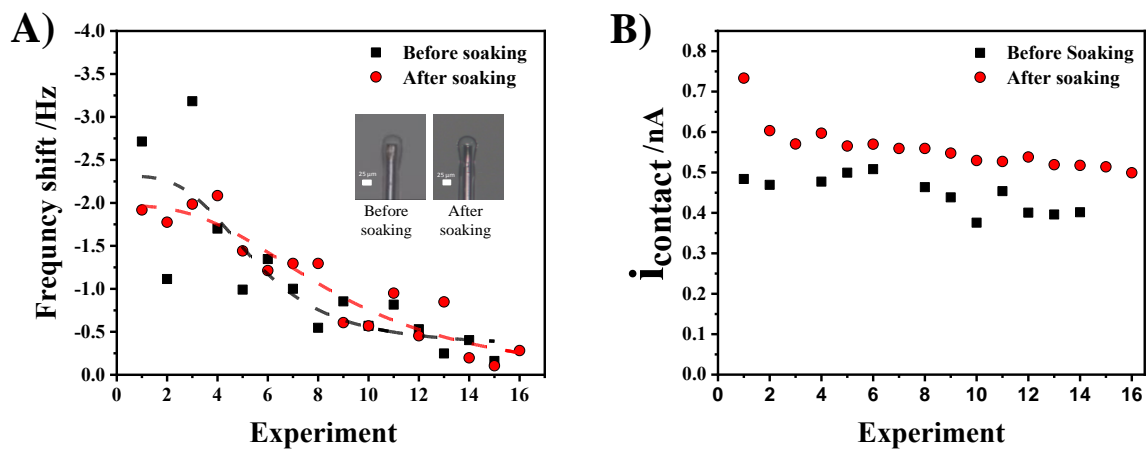 A)
Frequncy shift /Hz
-4.0
-3.5
-3.0
-2.5
-2.0
-1.5
-1.0
-0.5
0.0
Before soaking
After soaking
25 µm
25 µm
Before
soaking
After
soaking
0 2 4 6 8 10 12 14 16
Experiment
B)
i contact /nA
0.8
0.7
0.6
0.5
0.4
0.3
0.2
0.1
0.0
Before Soaking
After soaking
0 2 4 6 8 10 12 14 16
Experiment